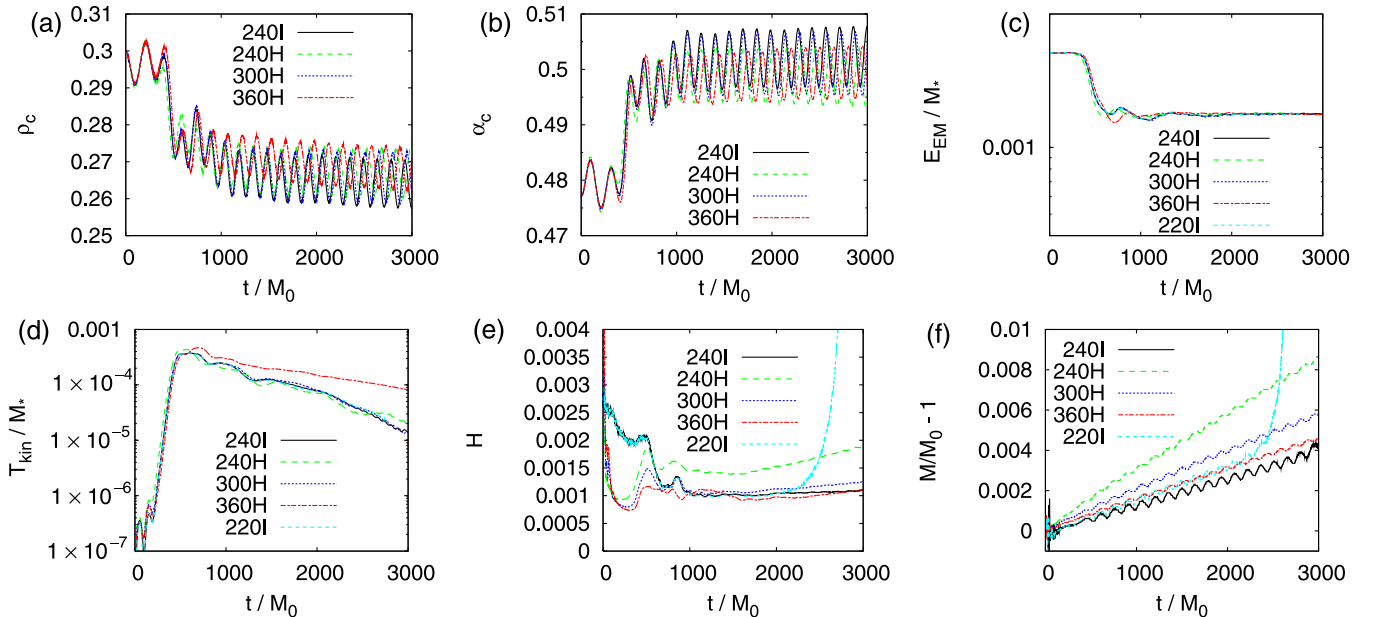 (a)
0.31
0.3
0.29
0.28
0.27
0.26
0.25
ρc
240I
240H
300H
360H
0 1000 2000 3000
t / M0
(b)
0.51
0.5
0.49
0.48
0.47
αc
240I
240H
300H
360H
0 1000 2000 3000
t / M0
(c)
0.001
E_EM / M*
240I
240H
300H
360H
220I
0 1000 2000 3000
t / M0
(d)
0.001
1 × 10⁻⁴
1 × 10⁻⁵
1 × 10⁻⁶
1 × 10⁻⁷
T_kin / M*
240I
240H
300H
360H
220I
0 1000 2000 3000
t / M0
(e)
0.004
0.0035
0.003
0.0025
0.002
0.0015
0.001
0.0005
0
H
240I
240H
300H
360H
220I
0 1000 2000 3000
t / M0
(f)
0.01
0.008
0.006
0.004
0.002
0
M/M0 - 1
240I
240H
300H
360H
220I
0 1000 2000 3000
t / M0